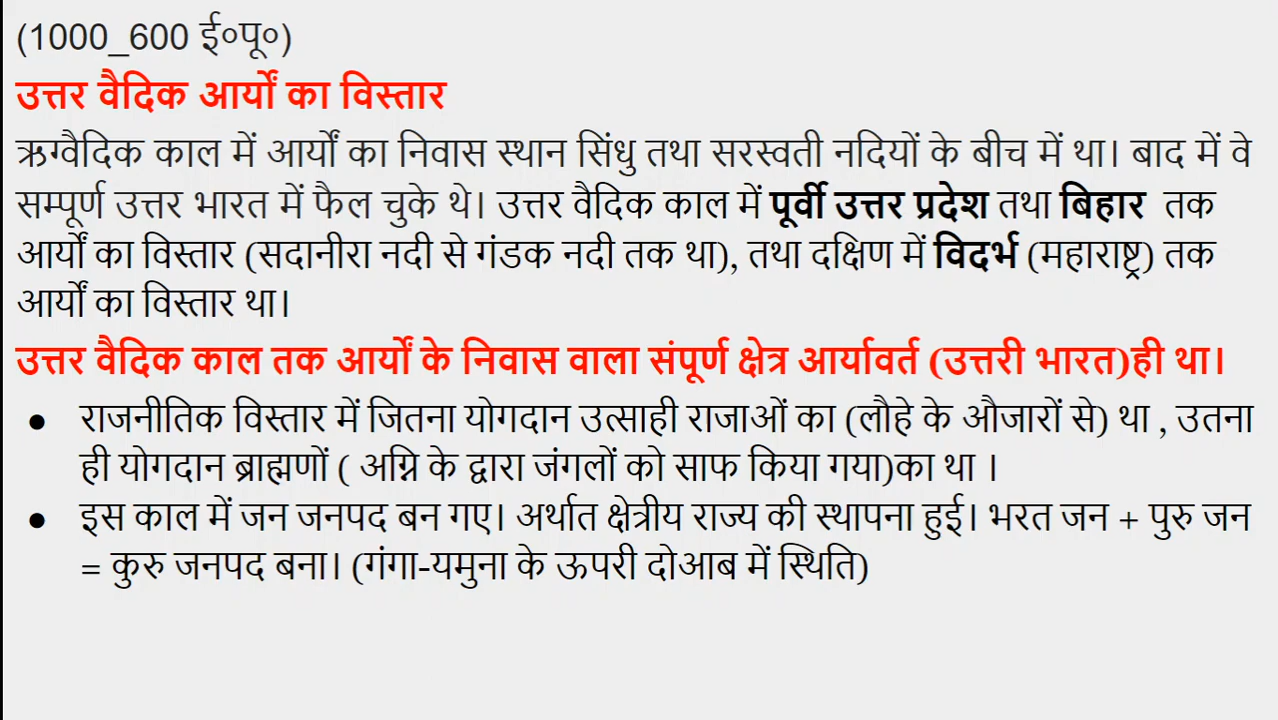 (1000_600 ई०पू०)
उत्तर वैदिक आर्यों का विस्तार
ऋग्वैदिक काल में आर्यों का निवास स्थान सिंधु तथा सरस्वती नदियों के बीच में था। बाद में वे
सम्पूर्ण उत्तर भारत में फैल चुके थे। उत्तर वैदिक काल में पूर्वी उत्तर प्रदेश तथा बिहार तक
आर्यों का विस्तार (सदानीरा नदी से गंडक नदी तक था), तथा दक्षिण में विदर्भ (महाराष्ट्र) तक
आर्यों का विस्तार था।
उत्तर वैदिक काल तक आर्यों के निवास वाला संपूर्ण क्षेत्र आर्यावर्त (उत्तरी भारत)ही था।
● राजनीतिक विस्तार में जितना योगदान उत्साही राजाओं का (लौहे के औजारों से) था , उतना
ही योगदान ब्राह्मणों ( अग्नि के द्वारा जंगलों को साफ किया गया)का था ।
● इस काल में जन जनपद बन गए। अर्थात क्षेत्रीय राज्य की स्थापना हुई। भरत जन + पुरु जन
= कुरु जनपद बना। (गंगा-यमुना के ऊपरी दोआब में स्थिति)